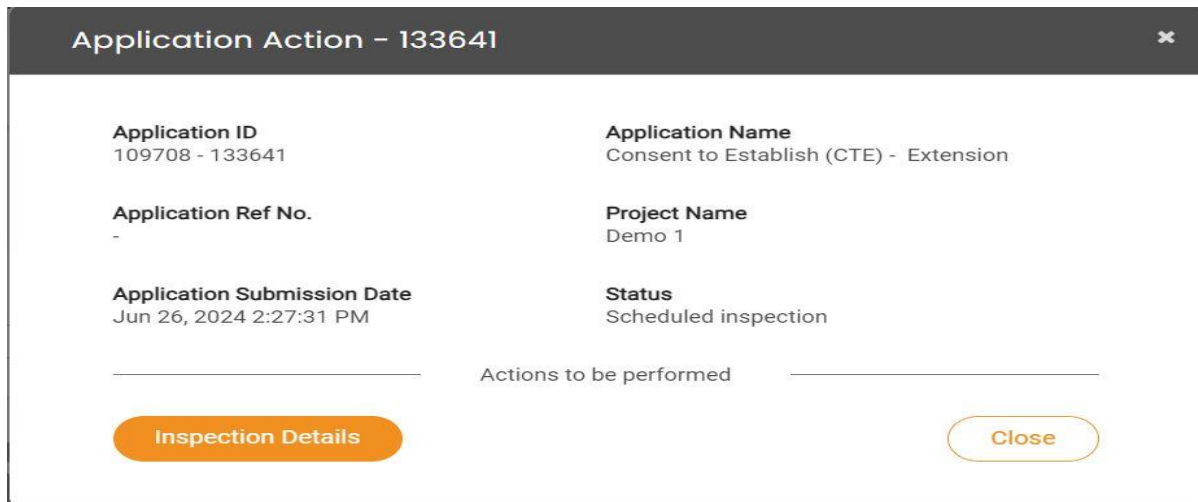 Application Action - 133641
Application ID
109708 - 133641
Application Name
Consent to Establish (CTE) - Extension
Application Ref No.
-
Project Name
Demo 1
Application Submission Date
Jun 26, 2024 2:27:31 PM
Status
Scheduled inspection
Actions to be performed
Inspection Details
Close